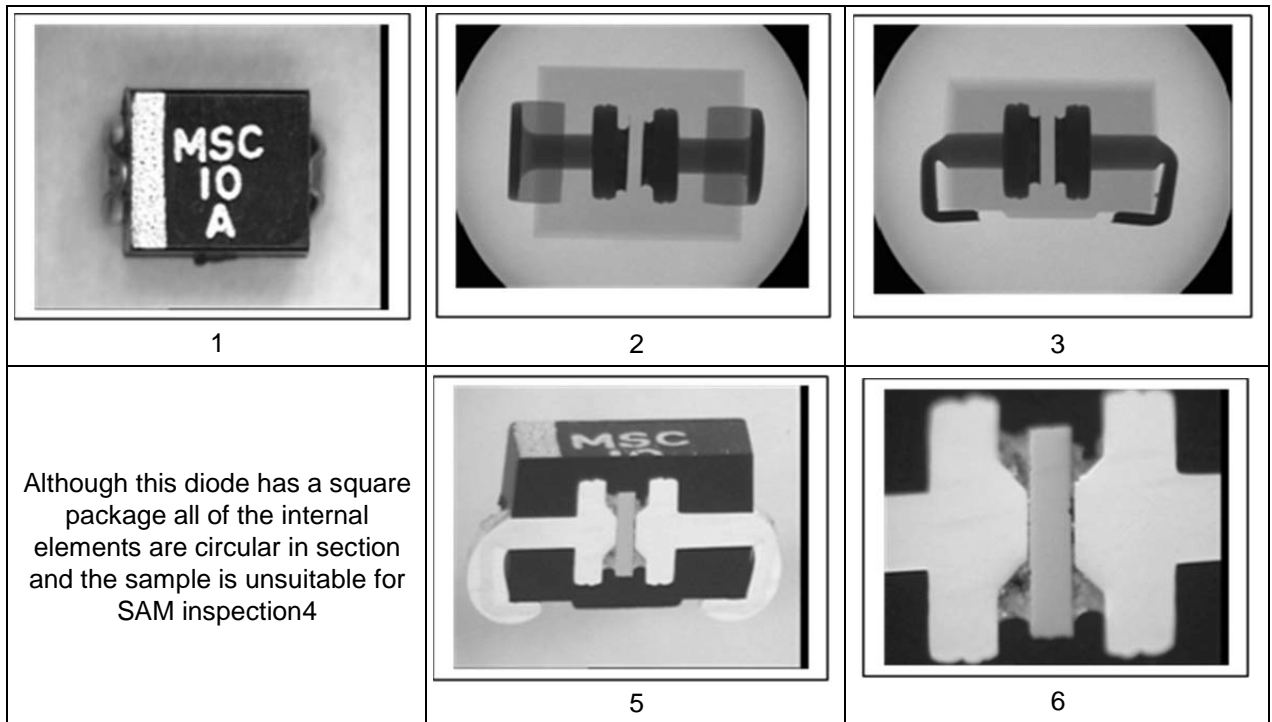 MSC
10
A
1
2
3
Although this diode has a square
package all of the internal
elements are circular in section
and the sample is unsuitable for
SAM inspection4
MSC
5
6